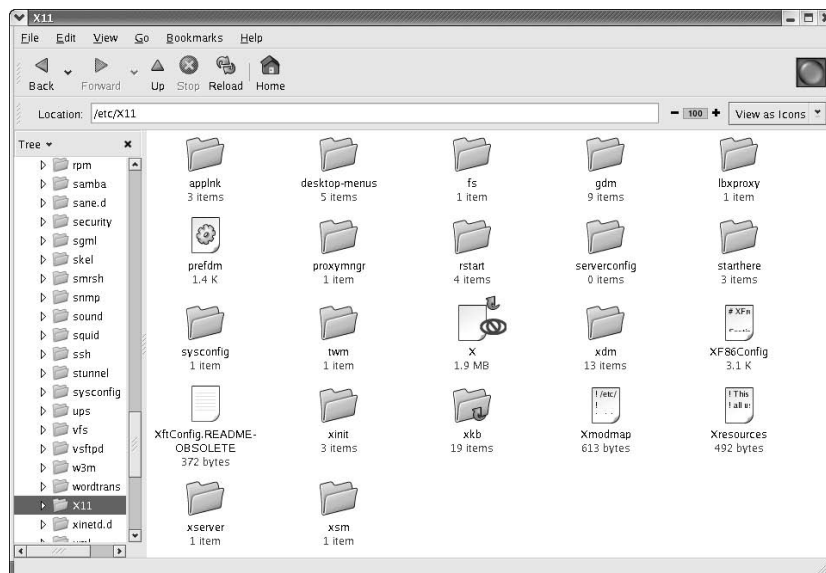 X11
File Edit View Go Bookmarks Help
Back Forward Up Stop Reload Home
Location: /etc/X11 100 View as Icons
Tree
rpm
samba
sane.d
security
sgml
skel
smrsh
snmp
sound
squid
ssh
stunnel
sysconfig
ups
vfs
vsftpd
w3m
wordtrans
X11
xinetd.d
applnk desktop-menus fs gdm lbxproxy
3 items 5 items 1 item 9 items 1 item
prefdm proxymngr rstart serverconfig starthere
1.4 K 1 item 4 items 0 items 3 items
# XFr
sysconfig twm X xdm XF86Config
1 item 1 item 1.9 MB 13 items 3.1 K
! /etc/ ! This
! ! all e:
XftConfig.README- xinit xkb Xmodmap Xresources
OBSOLETE 3 items 19 items 613 bytes 492 bytes
372 bytes
xserver xsm
1 item 1 item